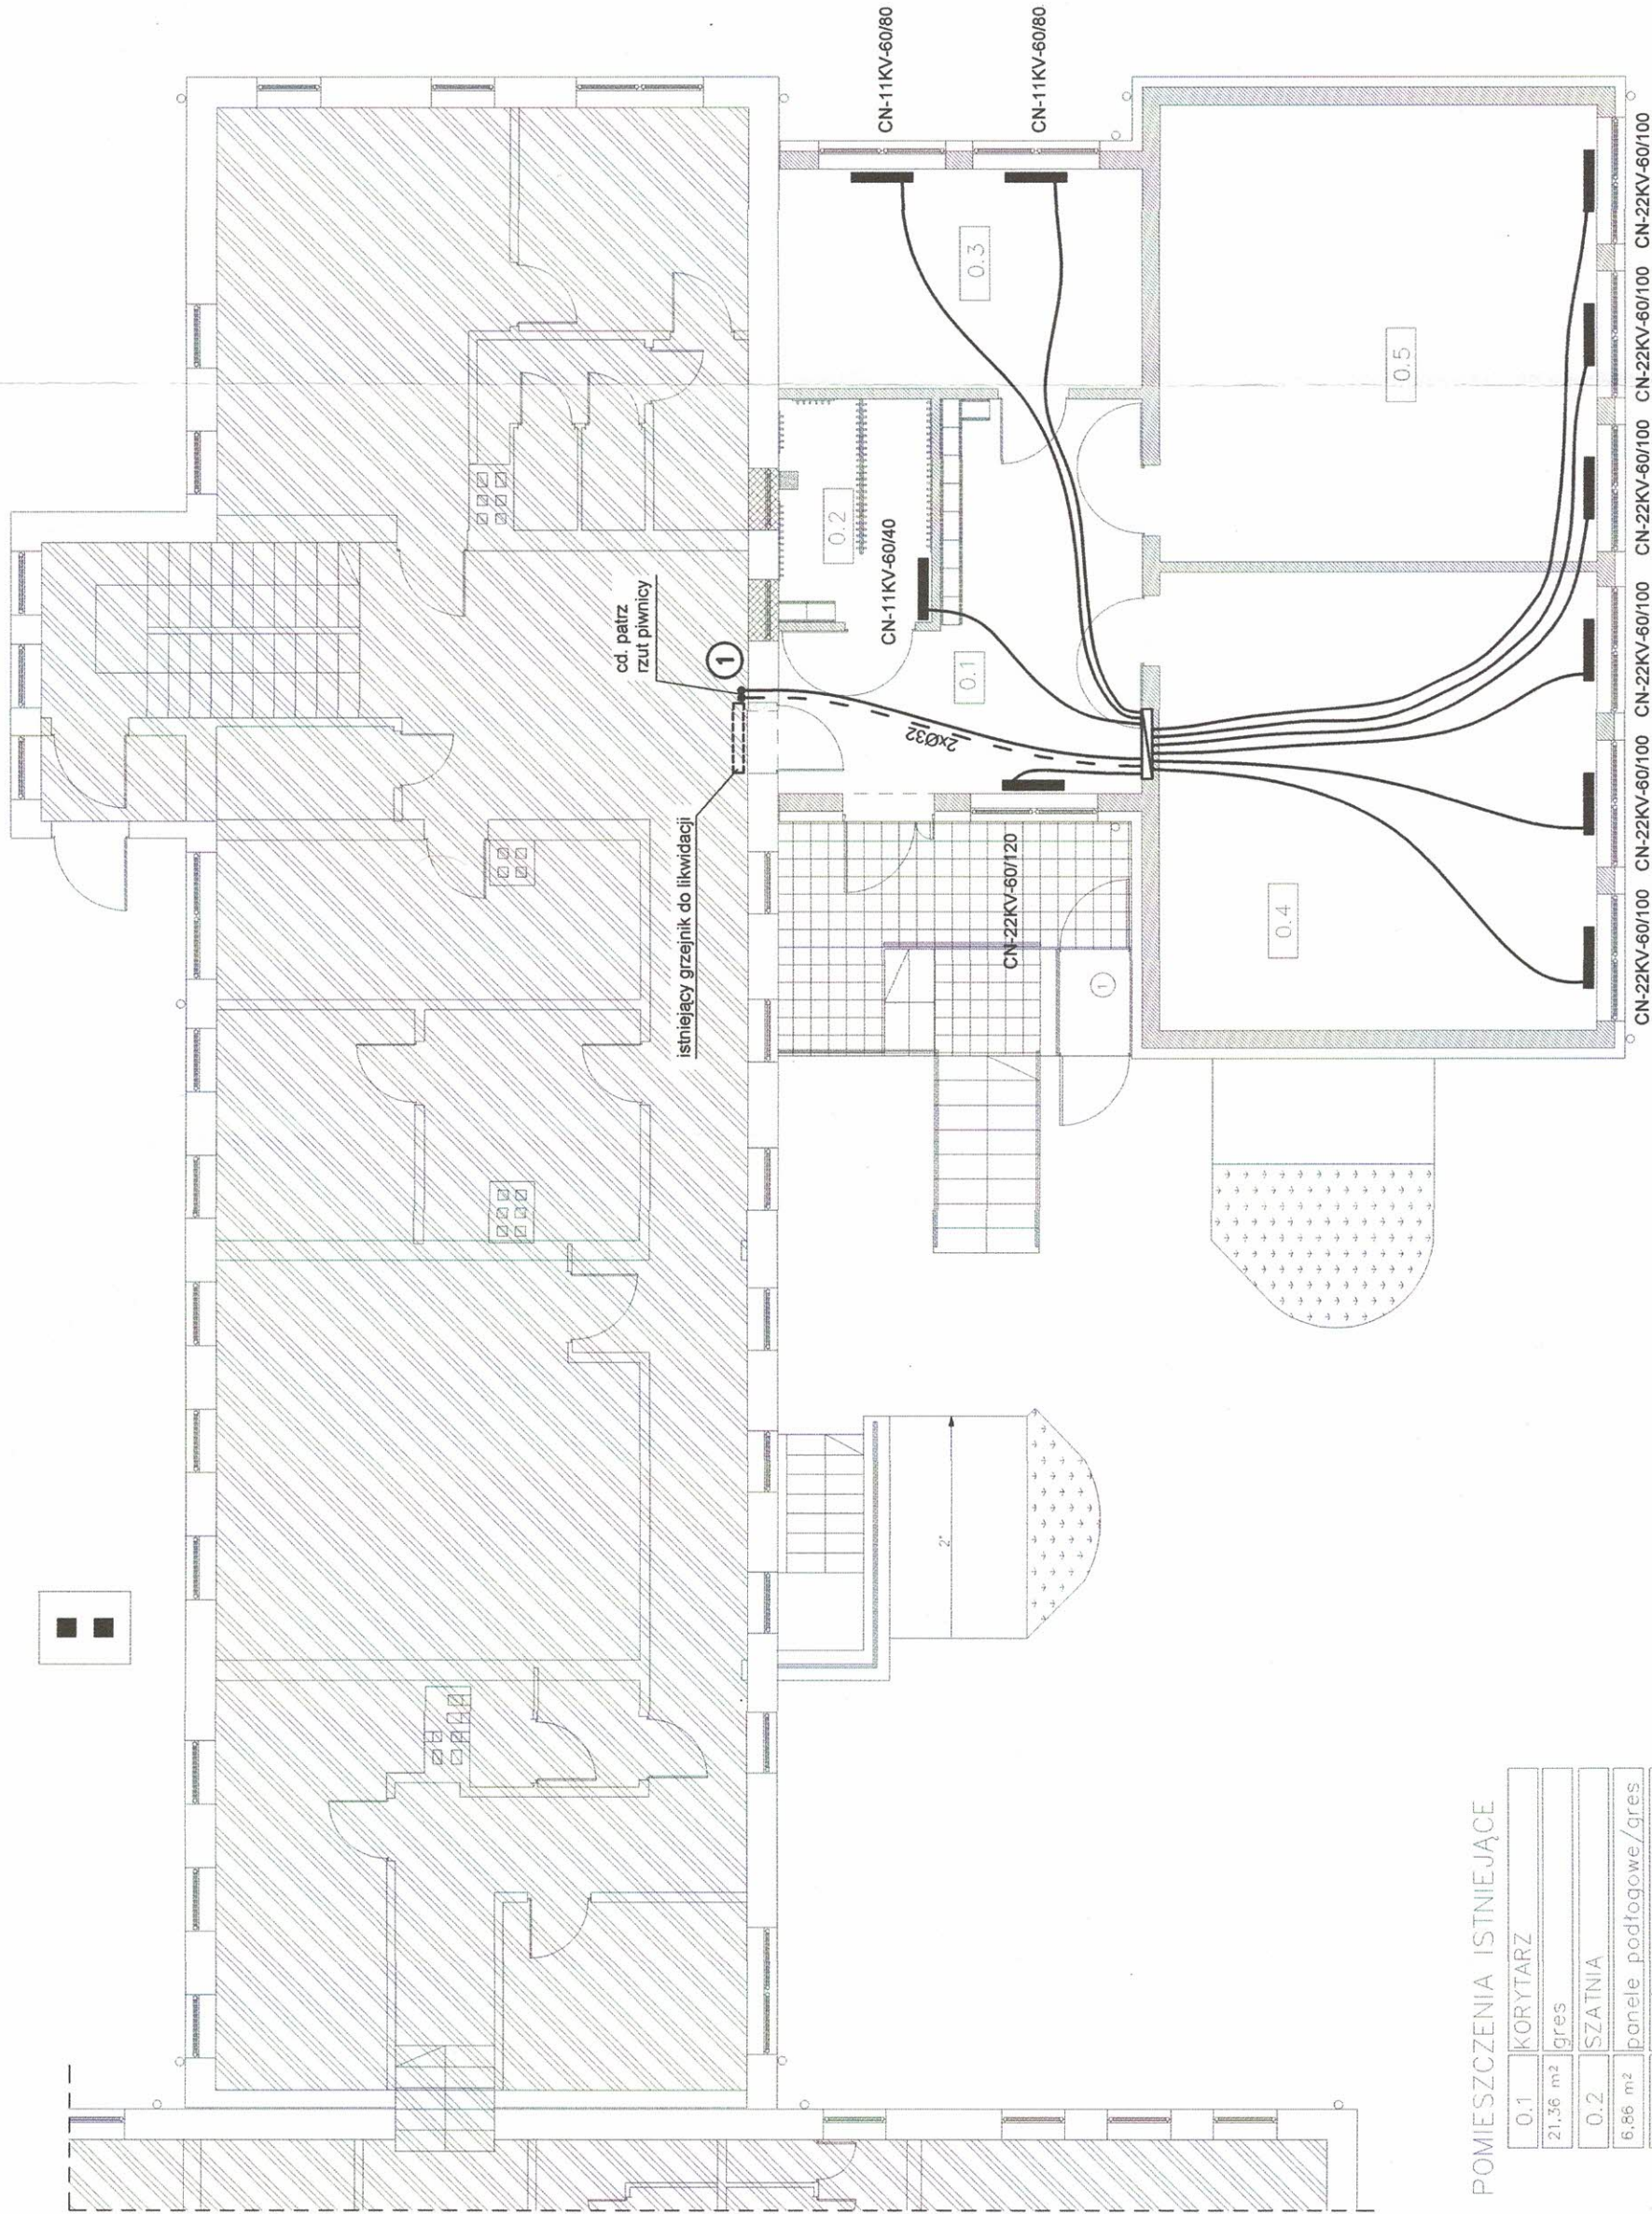 CN-11KV-60/80
CN-11KV-60/80
cd. patrz
rzut piwnicy
1
istniejący grzejnik do likwidacji
2xØ32
0.2
CN-11KV-60/40
0.1
0.3
0.5
0.4
CN-22KV-60/120
1
CN-22KV-60/100
CN-22KV-60/100
CN-22KV-60/100
CN-22KV-60/100
CN-22KV-60/100
CN-22KV-60/100
2'
POMIESZCZENIA ISTNIEJĄCE
0.1 KORYTARZ
21,36 m² gres
0.2 SZATNIA
6,86 m² panele podłogowe/gres